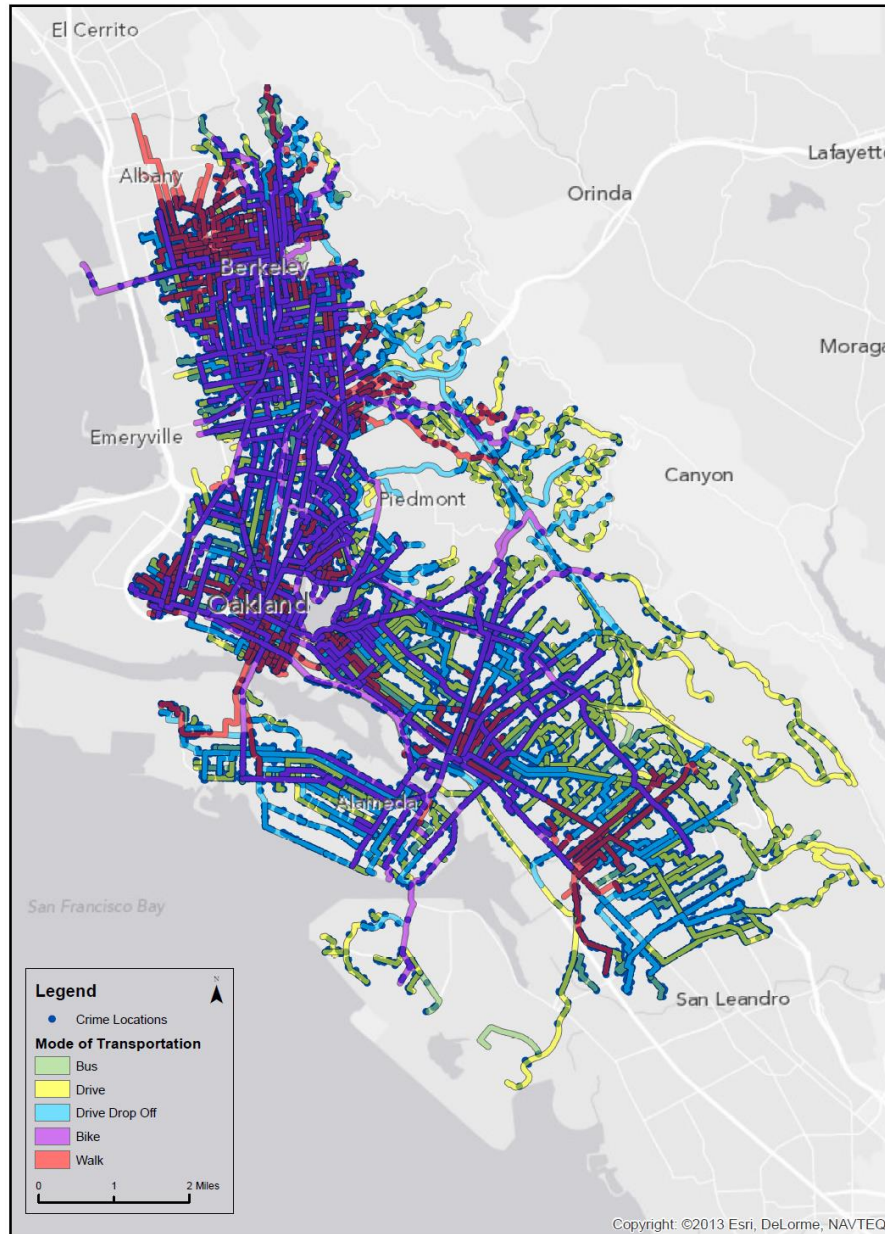 El Cerrito
Lafayette
Albany
Orinda
Berkeley
Moraga
Emeryville
Canyon
Piedmont
Oakland
Alameda
San Francisco Bay
San Leandro
Legend
N
Crime Locations
Mode of Transportation
Bus
Drive
Drive Drop Off
Bike
Walk
0 1 2 Miles
Copyright: ©2013 Esri, DeLorme, NAVTEQ